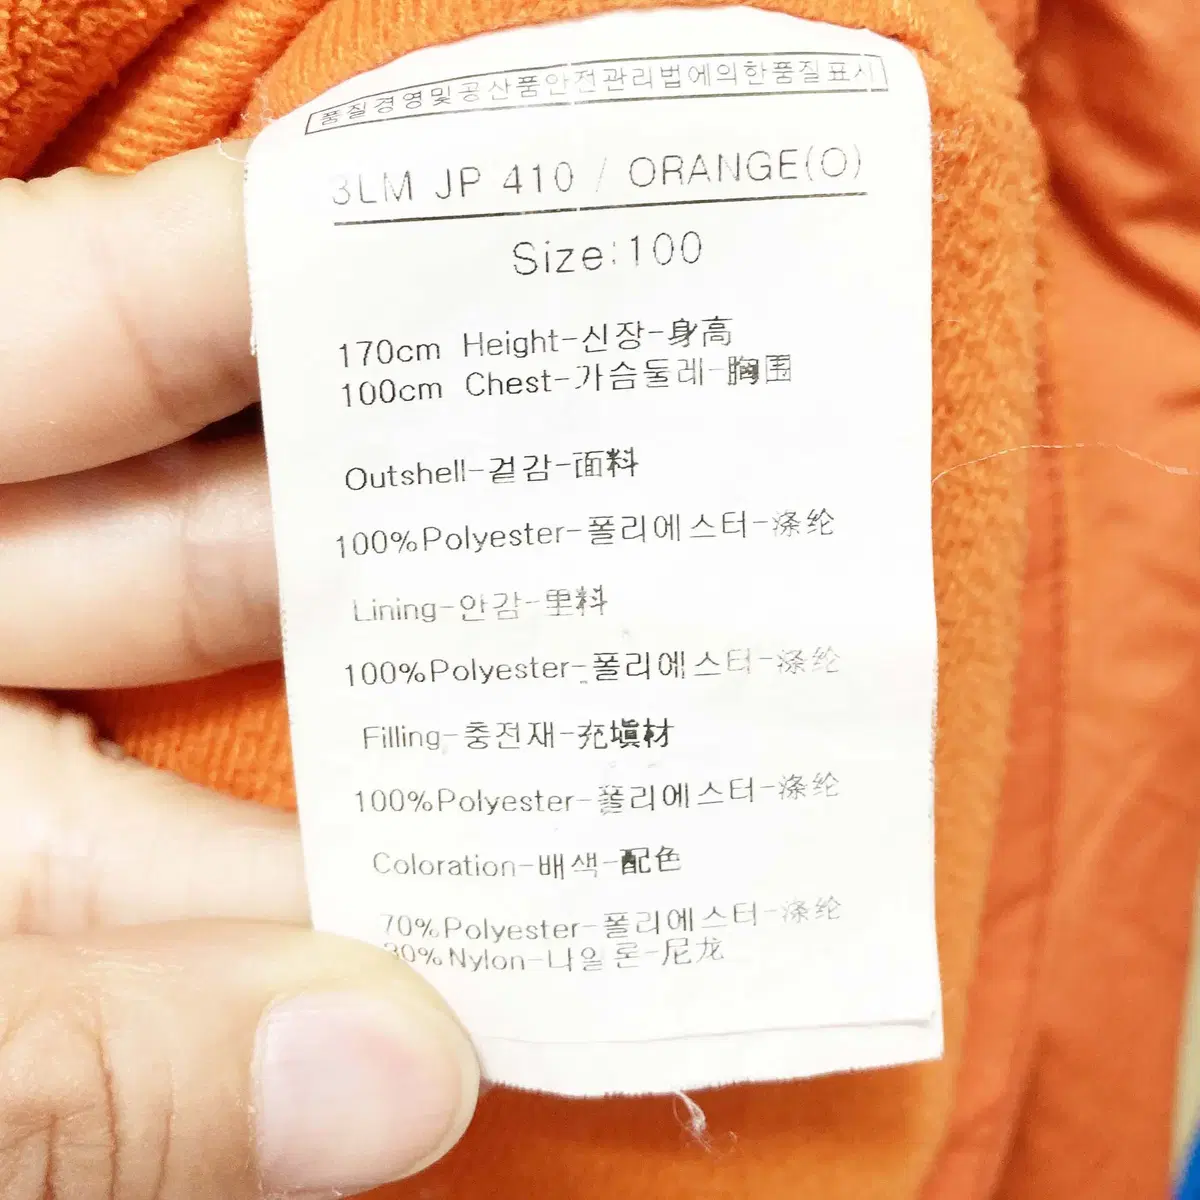 품질경영및공산품안전관리법에의한품질표시
3LM JP 410 / ORANGE(O)
Size:100
170cm Height-신장-身高
100cm Chest-가슴둘레-胸围
Outshell-겉감-面料
100%Polyester-폴리에스터-涤纶
Lining-안감-里料
100%Polyester-폴리에스터-涤纶
Filling-충전재-充塡材
100%Polyester-폴리에스터-涤纶
Coloration-배색-配色
70%Polyester-폴리에스터-涤纶
30%Nylon-나일론-尼龙